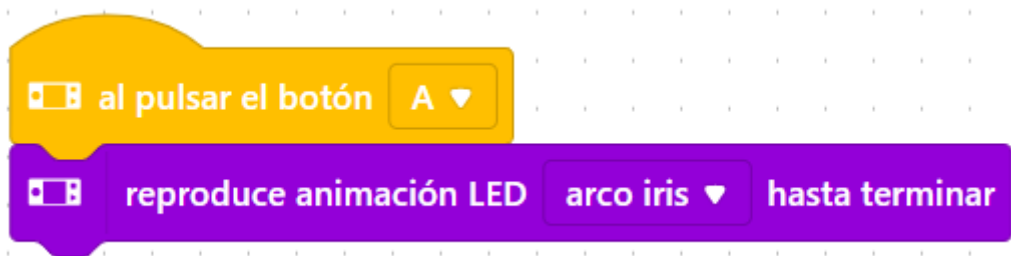 al pulsar el botón A
reproduce animación LED arco iris hasta terminar